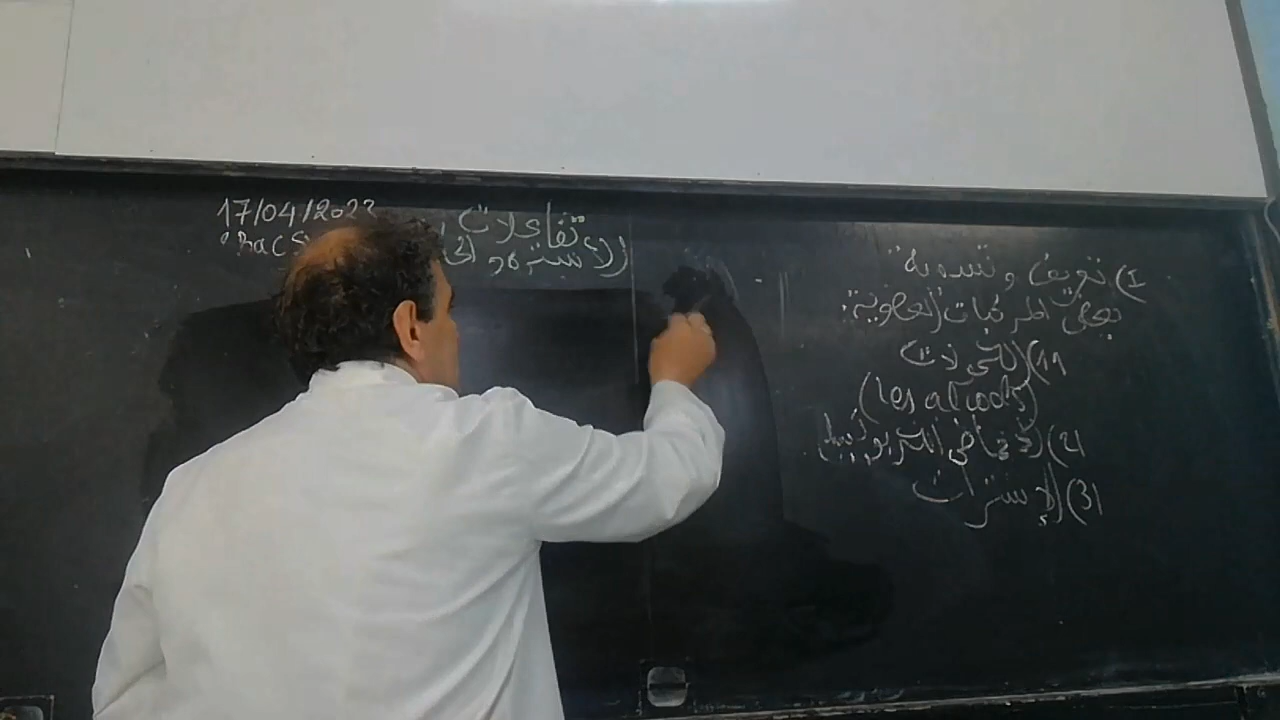 17/04/2023
Bac
تفاعلات
الأسترة و
I) تعريف و تسمية
بعض المركبات العضوية:
1) الكحولات
(les alcools)
2) الأحماض الكربوكسيلية
3) الإسترات